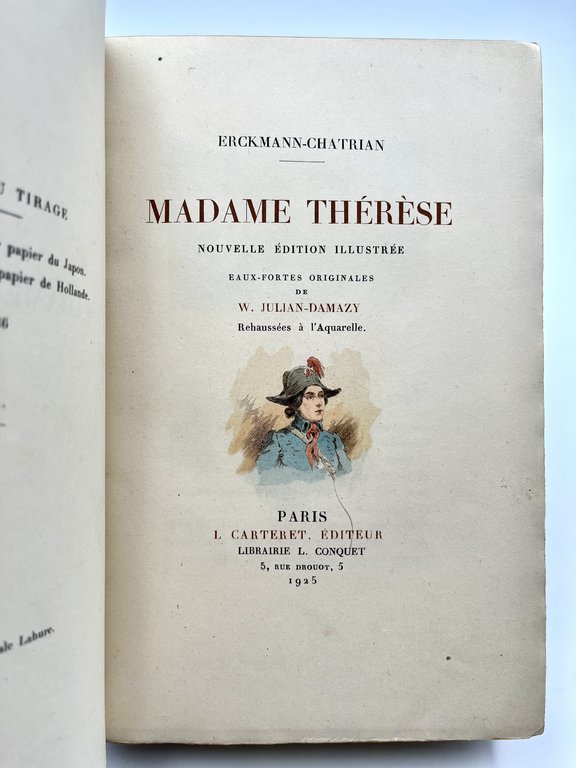 U TIRAGE
papier du Japon.
papier de Hollande.
6
ale Lahure.
ERCKMANN-CHATRIAN
MADAME THÉRÈSE
NOUVELLE ÉDITION ILLUSTRÉE
EAUX-FORTES ORIGINALES
DE
W. JULIAN-DAMAZY
Rehaussées à l'Aquarelle.
PARIS
L CARTERET, ÉDITEUR
LIBRAIRIE L. CONQUET
5, RUE DROUOT, 5
1925